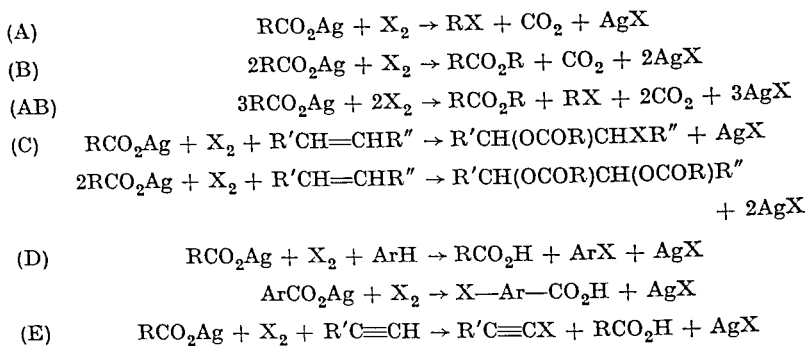 (A) RCO₂Ag + X₂ → RX + CO₂ + AgX
(B) 2RCO₂Ag + X₂ → RCO₂R + CO₂ + 2AgX
(AB) 3RCO₂Ag + 2X₂ → RCO₂R + RX + 2CO₂ + 3AgX
(C) RCO₂Ag + X₂ + R′CH=CHR″ → R′CH(OCOR)CHXR″ + AgX
2RCO₂Ag + X₂ + R′CH=CHR″ → R′CH(OCOR)CH(OCOR)R″
+ 2AgX
(D) RCO₂Ag + X₂ + ArH → RCO₂H + ArX + AgX
ArCO₂Ag + X₂ → X—Ar—CO₂H + AgX
(E) RCO₂Ag + X₂ + R′C≡CH → R′C≡CX + RCO₂H + AgX